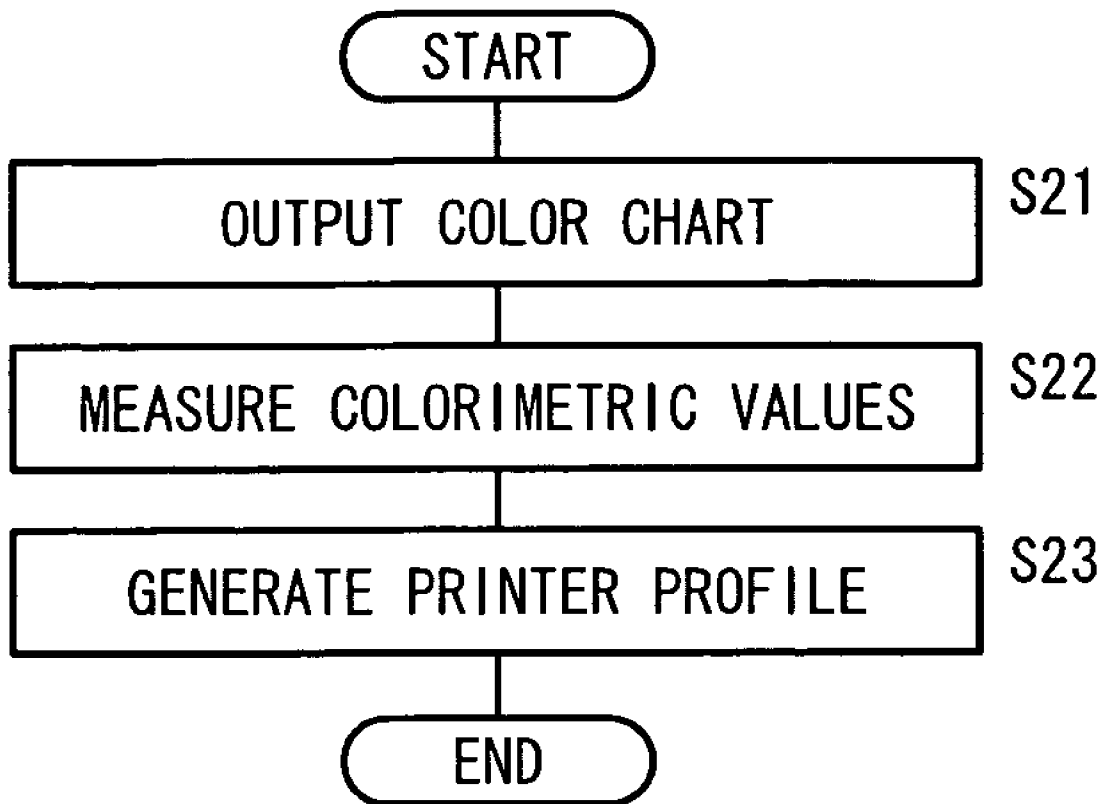 START
OUTPUT COLOR CHART S21
MEASURE COLORIMETRIC VALUES S22
GENERATE PRINTER PROFILE S23
END